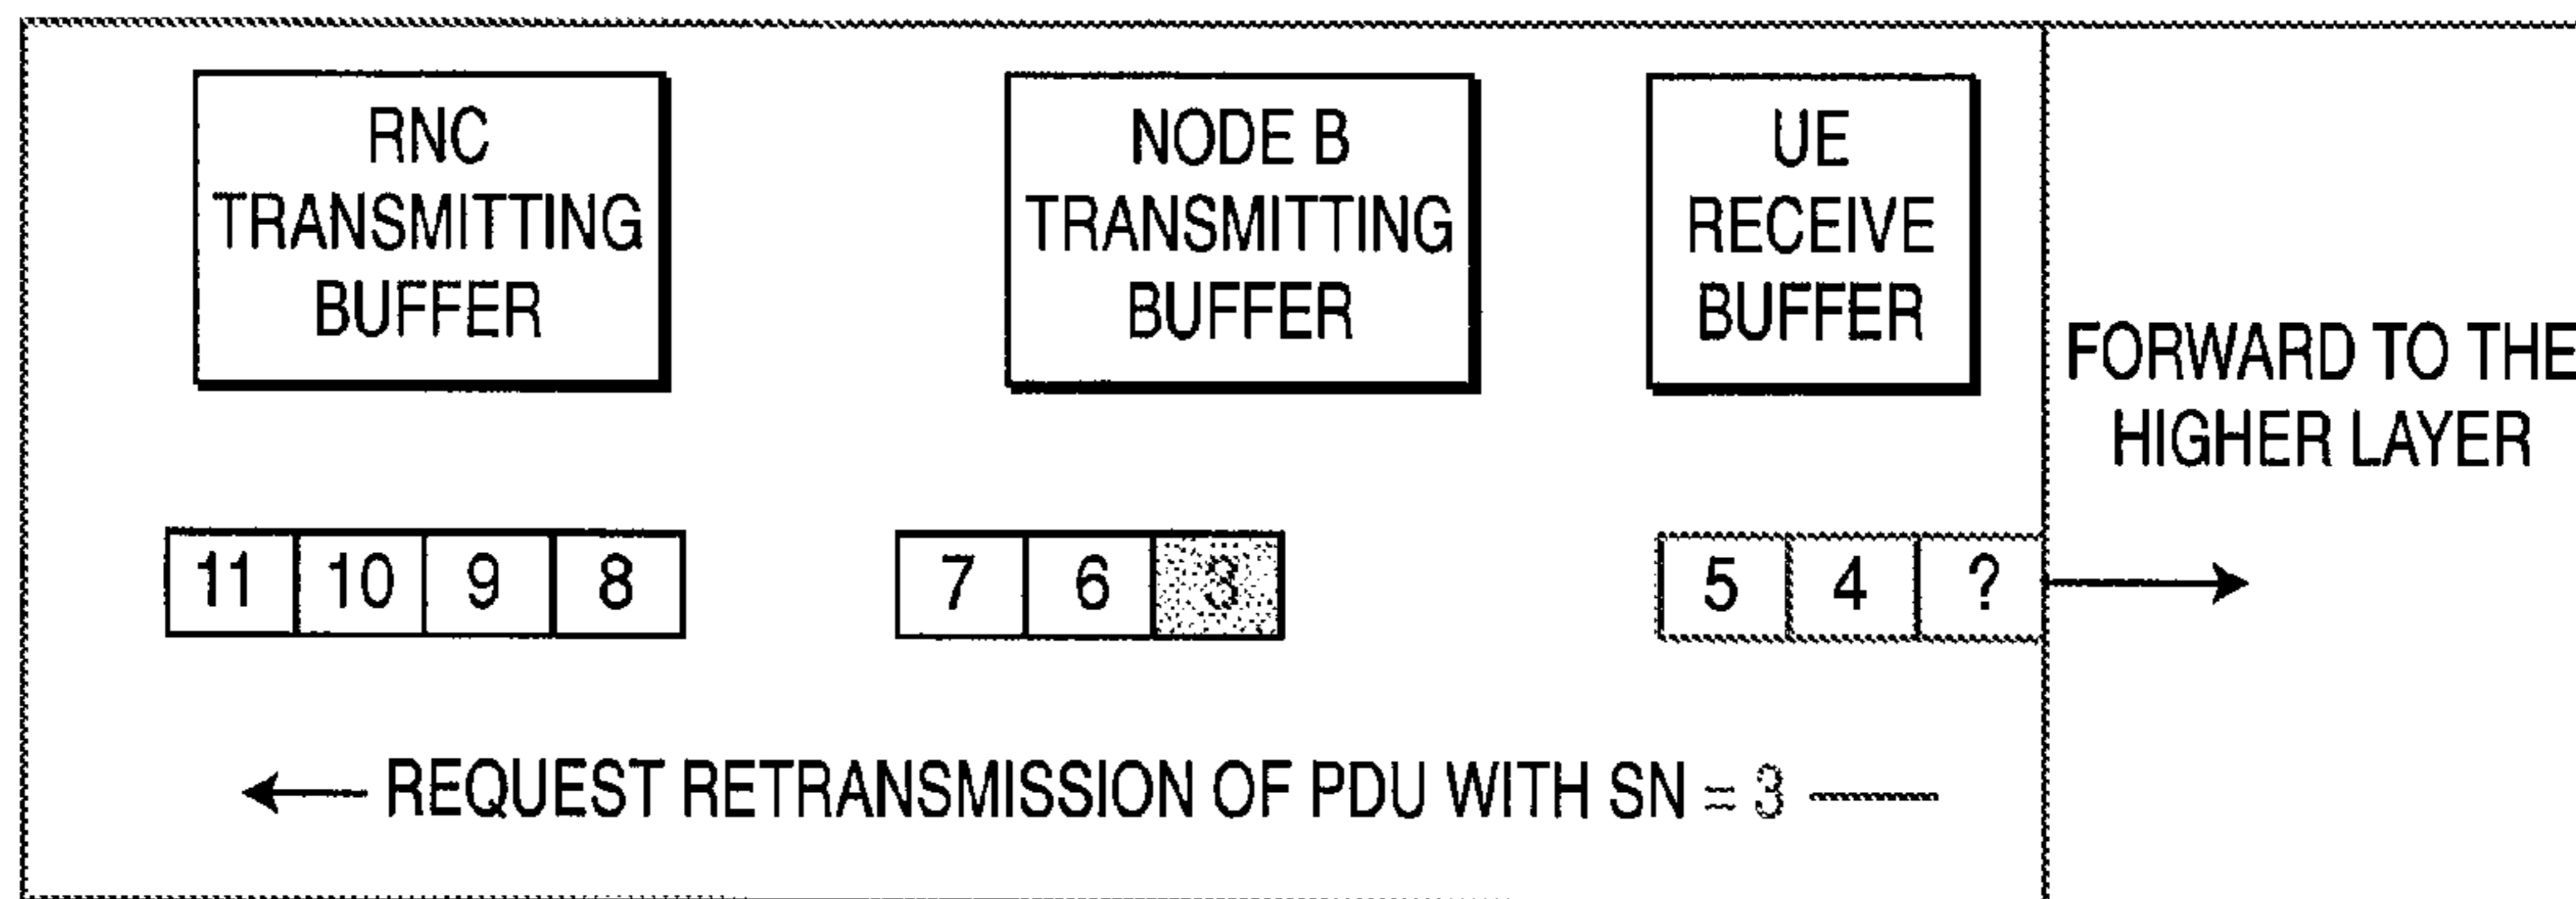 RNC
TRANSMITTING
BUFFER
NODE B
TRANSMITTING
BUFFER
UE
RECEIVE
BUFFER
FORWARD TO THE
HIGHER LAYER
11 10 9 8
7 6 3
5 4 ?
REQUEST RETRANSMISSION OF PDU WITH SN = 3